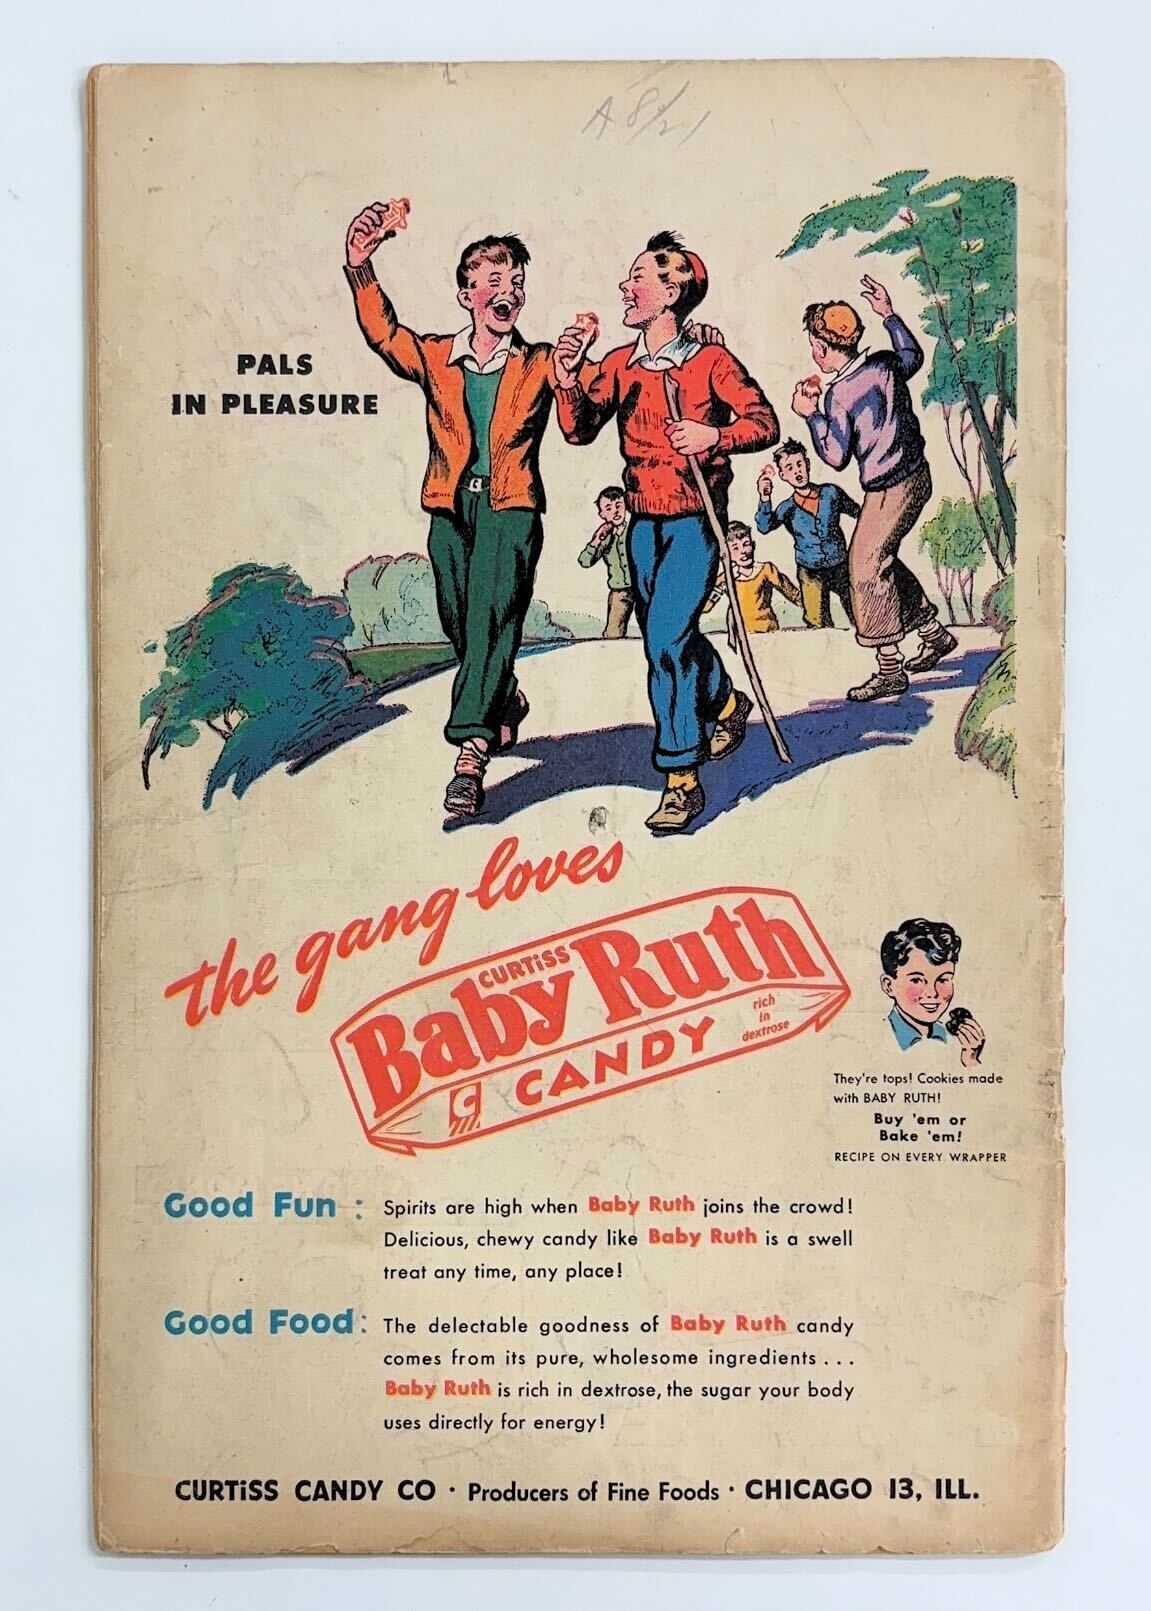 A 8/21
PALS
IN PLEASURE
the gang loves
CURTiSS
Baby Ruth
CANDY
rich
in
dextrose
C
They're tops! Cookies made
with BABY RUTH!
Buy 'em or
Bake 'em!
RECIPE ON EVERY WRAPPER
Good Fun : Spirits are high when Baby Ruth joins the crowd!
Delicious, chewy candy like Baby Ruth is a swell
treat any time, any place!
Good Food : The delectable goodness of Baby Ruth candy
comes from its pure, wholesome ingredients . . .
Baby Ruth is rich in dextrose, the sugar your body
uses directly for energy!
CURTiSS CANDY CO · Producers of Fine Foods · CHICAGO 13, ILL.